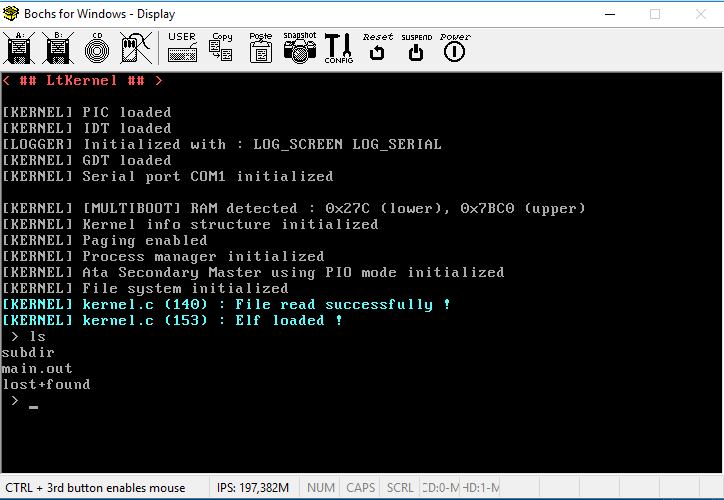 Bochs for Windows - Display
A:
B:
CD
USER
Copy
Poste
snapshot
CONFIG
Reset
SUSPEND
Power
< ## LtKernel ## >
[KERNEL] PIC loaded
[KERNEL] IDT loaded
[LOGGER] Initialized with : LOG_SCREEN LOG_SERIAL
[KERNEL] GDT loaded
[KERNEL] Serial port COM1 initialized
[KERNEL] [MULTIBOOT] RAM detected : 0x27C (lower), 0x7BC0 (upper)
[KERNEL] Kernel info structure initialized
[KERNEL] Paging enabled
[KERNEL] Process manager initialized
[KERNEL] Ata Secondary Master using PIO mode initialized
[KERNEL] File system initialized
[KERNEL] kernel.c (140) : File read successfully !
[KERNEL] kernel.c (153) : Elf loaded !
> ls
subdir
main.out
lost+found
> _
CTRL + 3rd button enables mouse
IPS: 197,382M
NUM
CAPS
SCRL
CD:0-M
HD:1-M